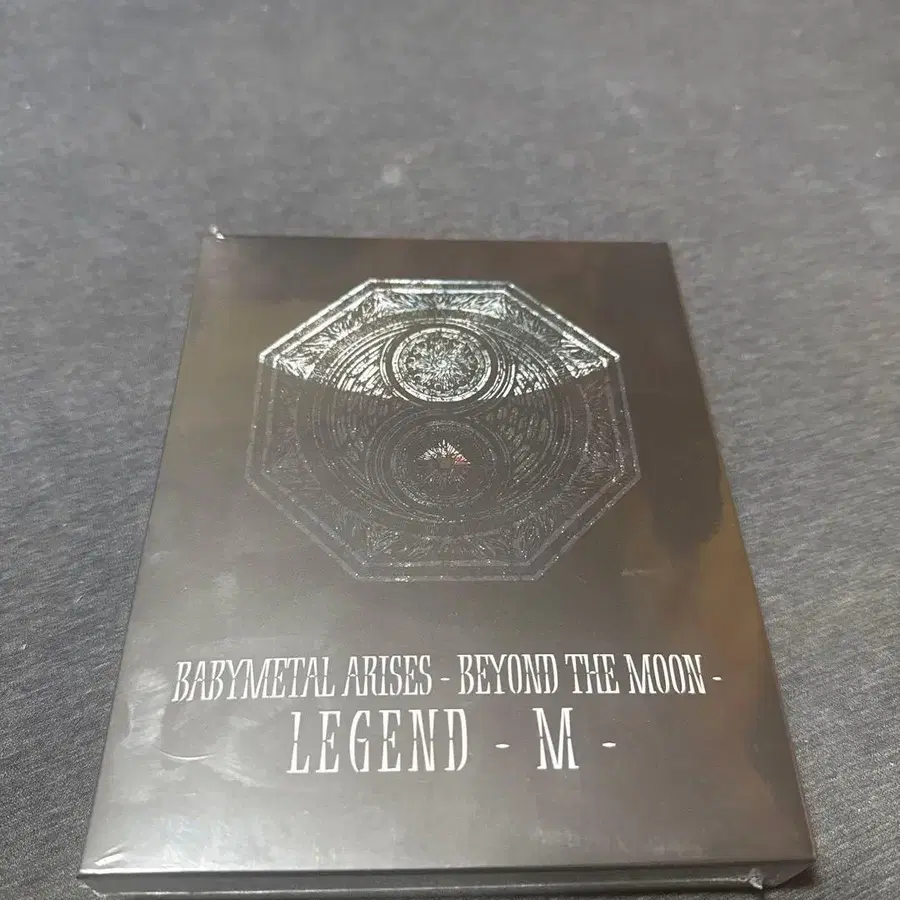 BABYMETAL ARISES - BEYOND THE MOON -
LEGEND - M -